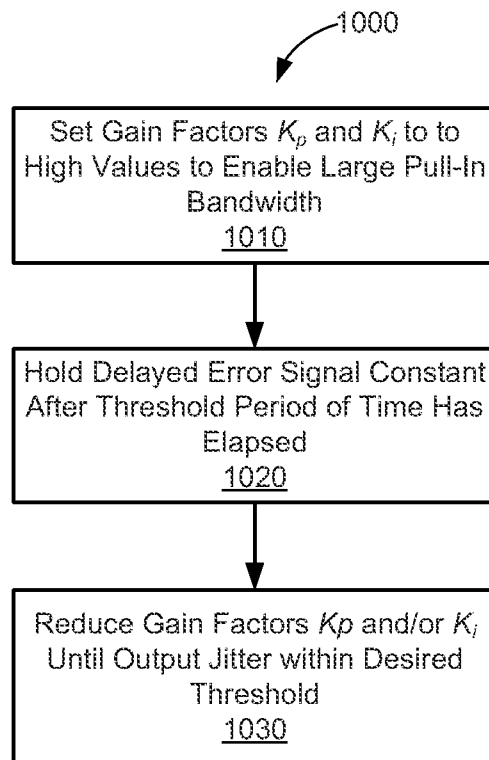 1000
Set Gain Factors Kp and Ki to to
High Values to Enable Large Pull-In
Bandwidth
1010
Hold Delayed Error Signal Constant
After Threshold Period of Time Has
Elapsed
1020
Reduce Gain Factors Kp and/or Ki
Until Output Jitter within Desired
Threshold
1030